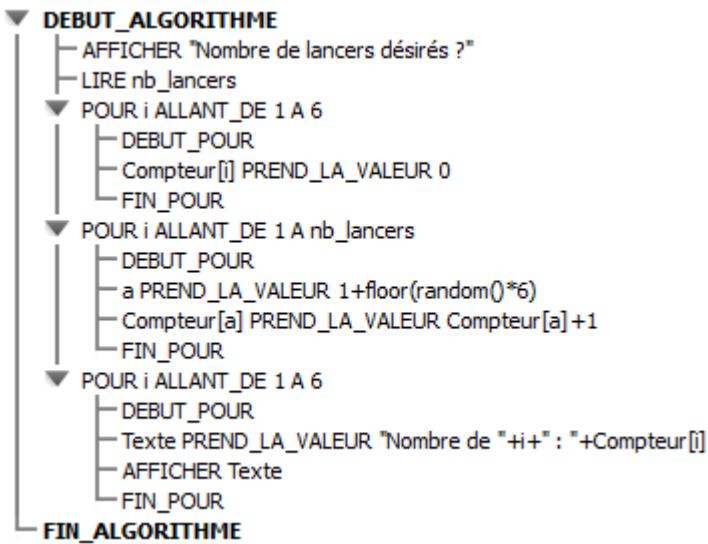 DEBUT_ALGORITHME
AFFICHER "Nombre de lancers désirés ?"
LIRE nb_lancers
POUR i ALLANT_DE 1 A 6
DEBUT_POUR
Compteur[i] PREND_LA_VALEUR 0
FIN_POUR
POUR i ALLANT_DE 1 A nb_lancers
DEBUT_POUR
a PREND_LA_VALEUR 1+floor(random()*6)
Compteur[a] PREND_LA_VALEUR Compteur[a]+1
FIN_POUR
POUR i ALLANT_DE 1 A 6
DEBUT_POUR
Texte PREND_LA_VALEUR "Nombre de "+i+" : "+Compteur[i]
AFFICHER Texte
FIN_POUR
FIN_ALGORITHME